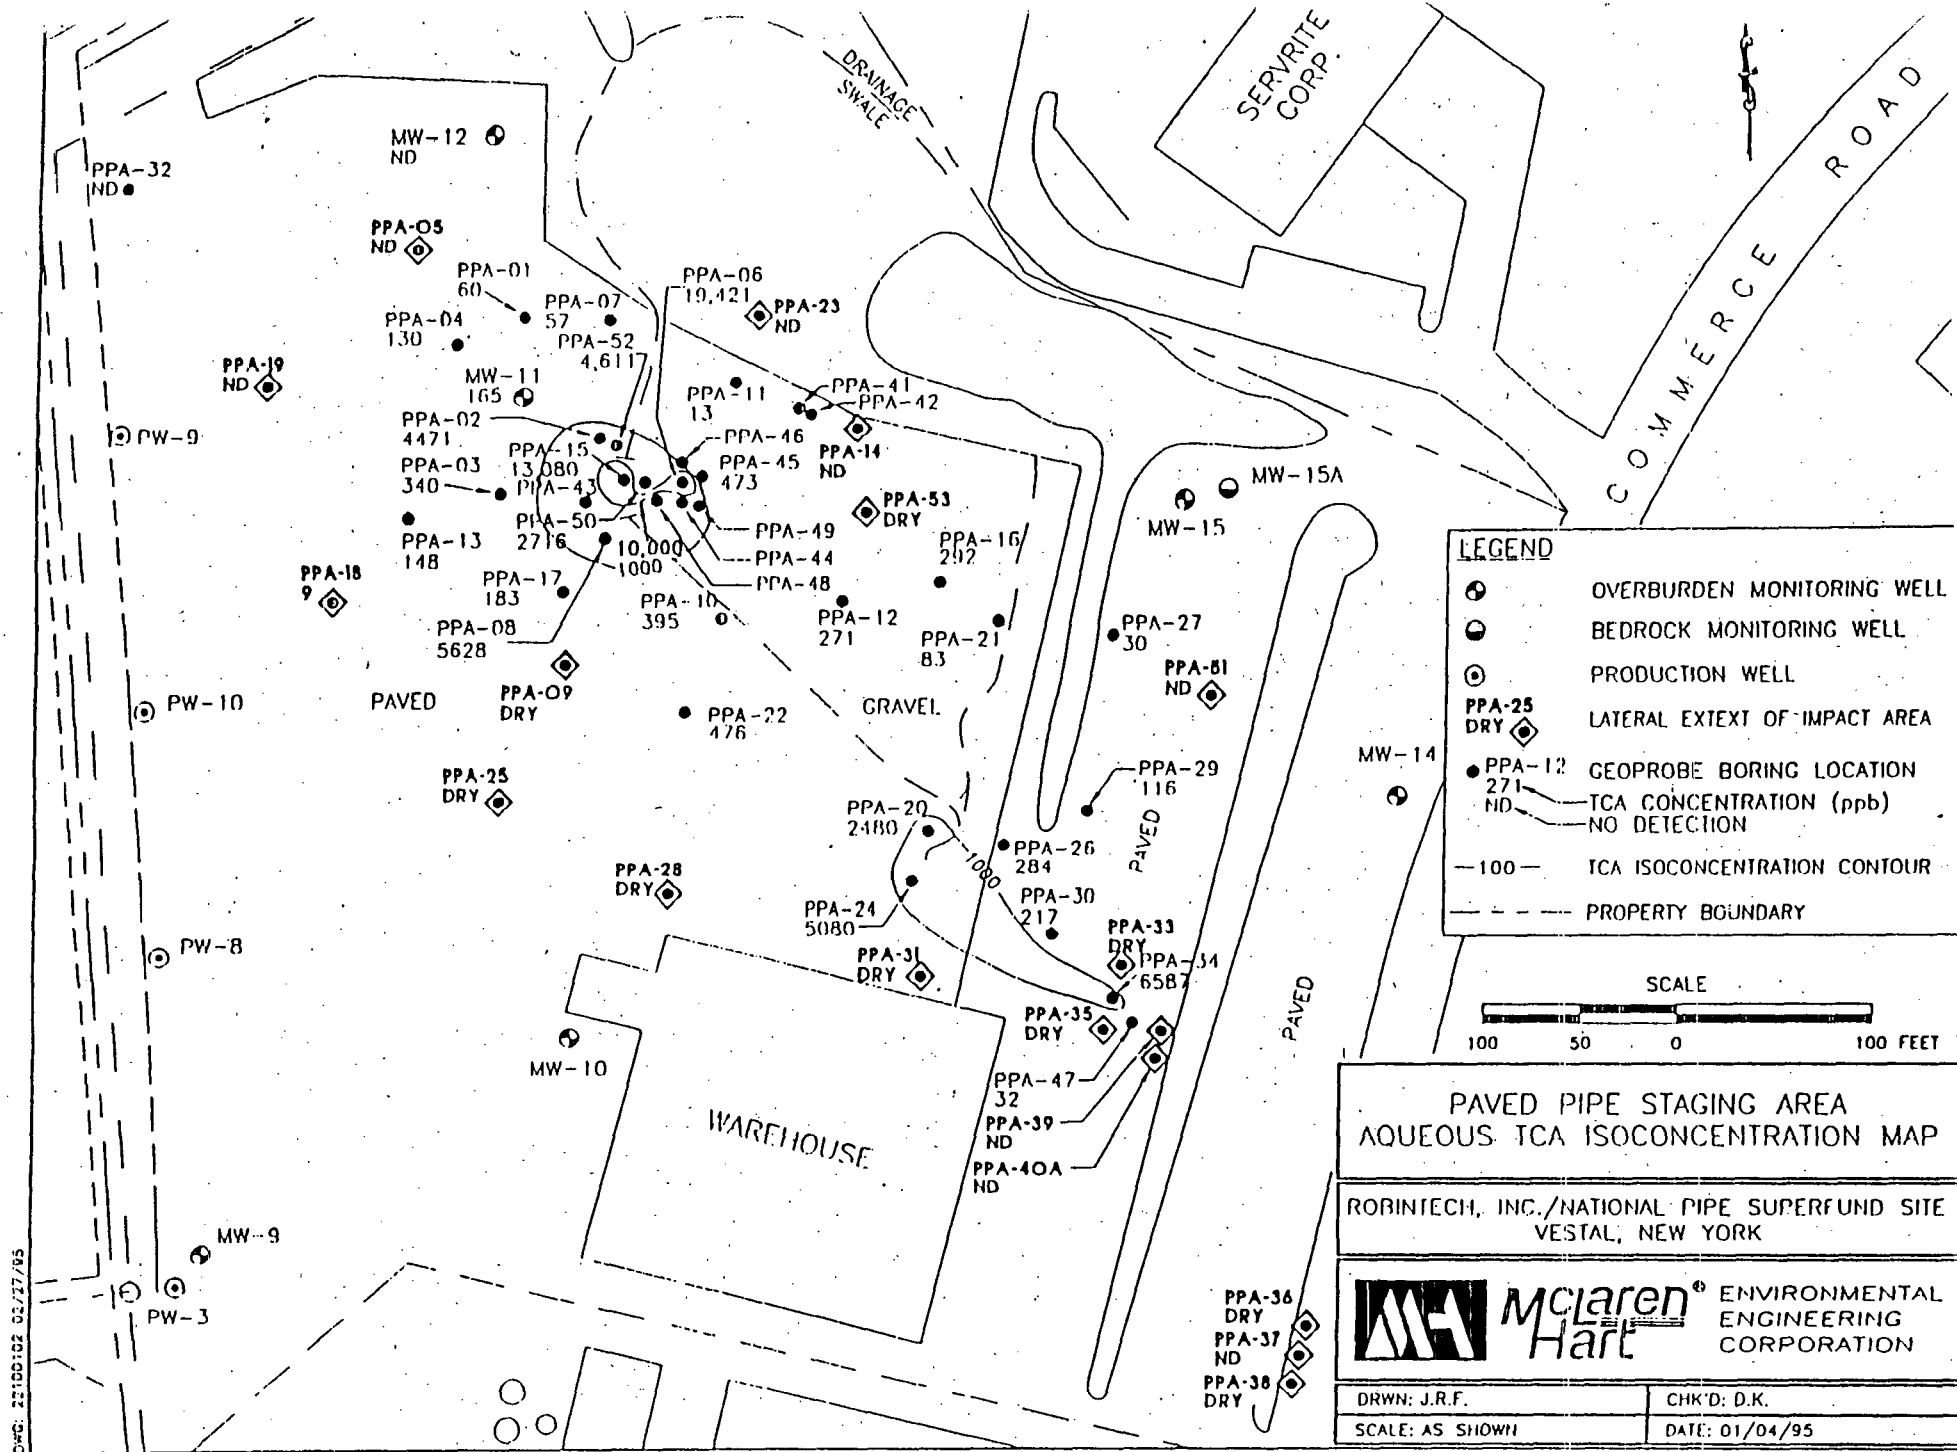 DRAINAGE
SWALE
SERVRITE
CORP.
COMMERCE ROAD
MW-12
ND
PPA-32
ND
PPA-05
ND
PPA-01
60
PPA-07
57
PPA-52
4,611
PPA-06
19,421
PPA-23
ND
PPA-04
130
PPA-19
ND
MW-11
165
PPA-11
13
PPA-41
PPA-42
PPA-14
ND
PW-9
PPA-02
4471
PPA-15
13,080
PPA-46
PPA-45
473
PPA-03
340
PPA-43
PPA-50
2716
PPA-53
DRY
MW-15A
MW-15
PPA-13
148
10,000
1000
PPA-49
PPA-44
PPA-48
PPA-16
292
PPA-18
9
PPA-17
183
PPA-10
395
PPA-12
271
PPA-21
83
PPA-27
30
PPA-08
5628
PPA-09
DRY
PPA-51
ND
PW-10
PAVED
PPA-22
476
GRAVEL
PPA-25
DRY
MW-14
PPA-29
116
PAVED
PPA-20
2480
PPA-26
284
1000
PPA-28
DRY
PPA-24
5080
PPA-30
217
PPA-33
DRY
PPA-34
6587
PW-8
PPA-31
DRY
PPA-35
DRY
PAVED
MW-10
PPA-47
32
PPA-39
ND
PPA-40A
ND
WAREHOUSE
MW-9
PW-3
PPA-36
DRY
PPA-37
ND
PPA-38
DRY
LEGEND
OVERBURDEN MONITORING WELL
BEDROCK MONITORING WELL
PRODUCTION WELL
PPA-25
DRY
LATERAL EXTEXT OF IMPACT AREA
PPA-12 GEOPROBE BORING LOCATION
271 TCA CONCENTRATION (ppb)
ND NO DETECTION
-100- TCA ISOCONCENTRATION CONTOUR
PROPERTY BOUNDARY
SCALE
100 50 0 100 FEET
PAVED PIPE STAGING AREA
AQUEOUS TCA ISOCONCENTRATION MAP
ROBINTECH, INC./NATIONAL PIPE SUPERFUND SITE
VESTAL, NEW YORK
McLaren
Hart
ENVIRONMENTAL
ENGINEERING
CORPORATION
DRWN: J.R.F.
CHK'D: D.K.
SCALE: AS SHOWN
DATE: 01/04/95